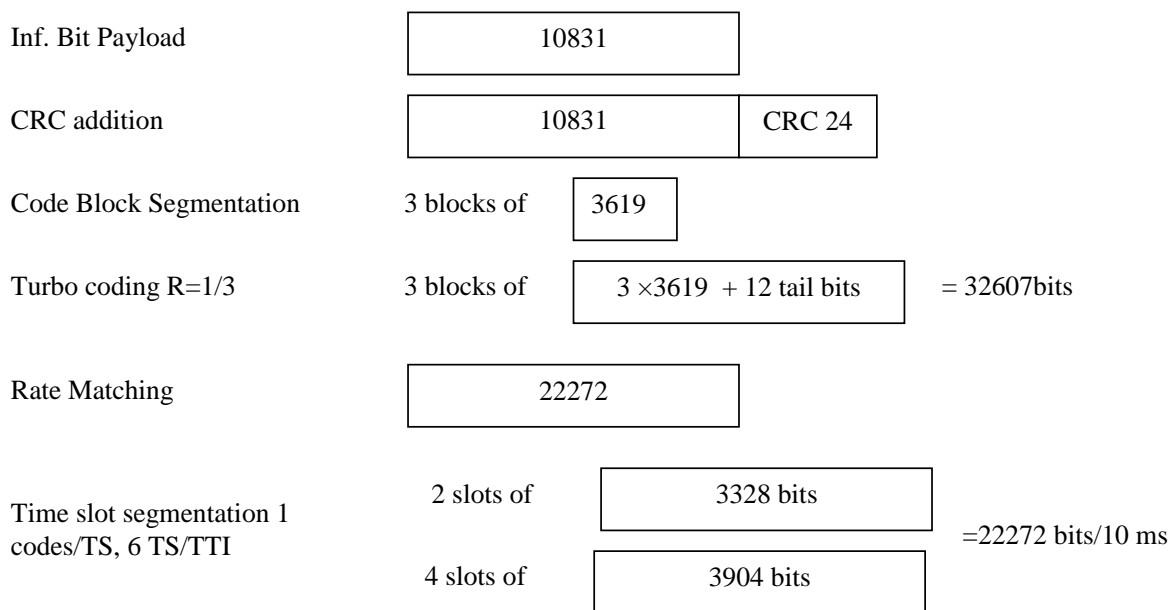 Inf. Bit Payload 10831
CRC addition 10831 CRC 24
Code Block Segmentation 3 blocks of 3619
Turbo coding R=1/3 3 blocks of 3 ×3619 + 12 tail bits = 32607bits
Rate Matching 22272
2 slots of 3328 bits
Time slot segmentation 1
codes/TS, 6 TS/TTI
=22272 bits/10 ms
4 slots of 3904 bits